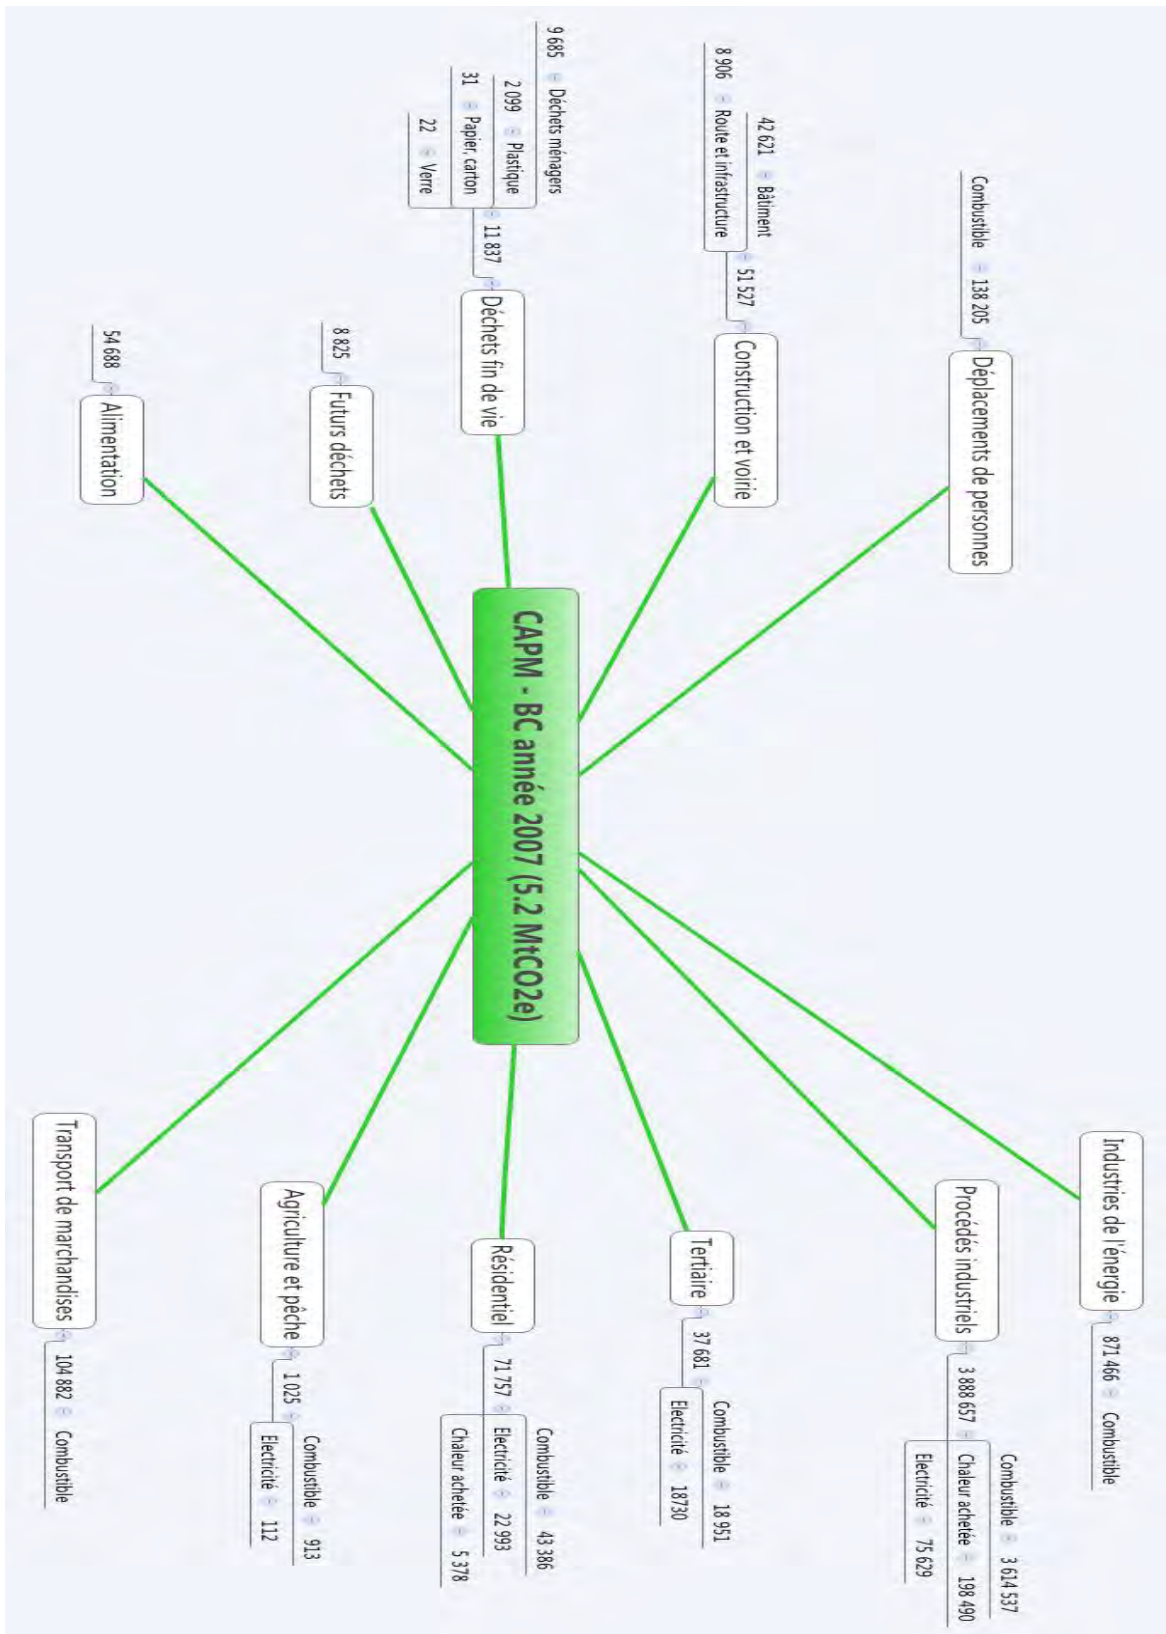 CAPM - BC année 2007 (5.2 MtCO2e)
Industries de l'énergie
871 466
Combustible
Procédés industriels
3 888 657
Combustible
3 614 537
Chaleur achetée
198 490
Electricité
75 629
Tertiaire
37 681
Combustible
18 951
Electricité
18730
Résidentiel
71 757
Combustible
43 386
Electricité
22 993
Chaleur achetée
5 378
Agriculture et pêche
1 025
Combustible
913
Electricité
112
Transport de marchandises
104 882
Combustible
Déplacements de personnes
138 205
Combustible
Construction et voirie
51 527
Bâtiment
42 621
Route et infrastructure
8 906
Déchets fin de vie
11 837
Déchets ménagers
9 685
Plastique
2 099
Papier, carton
31
Verre
22
Futurs déchets
8 825
Alimentation
54 688